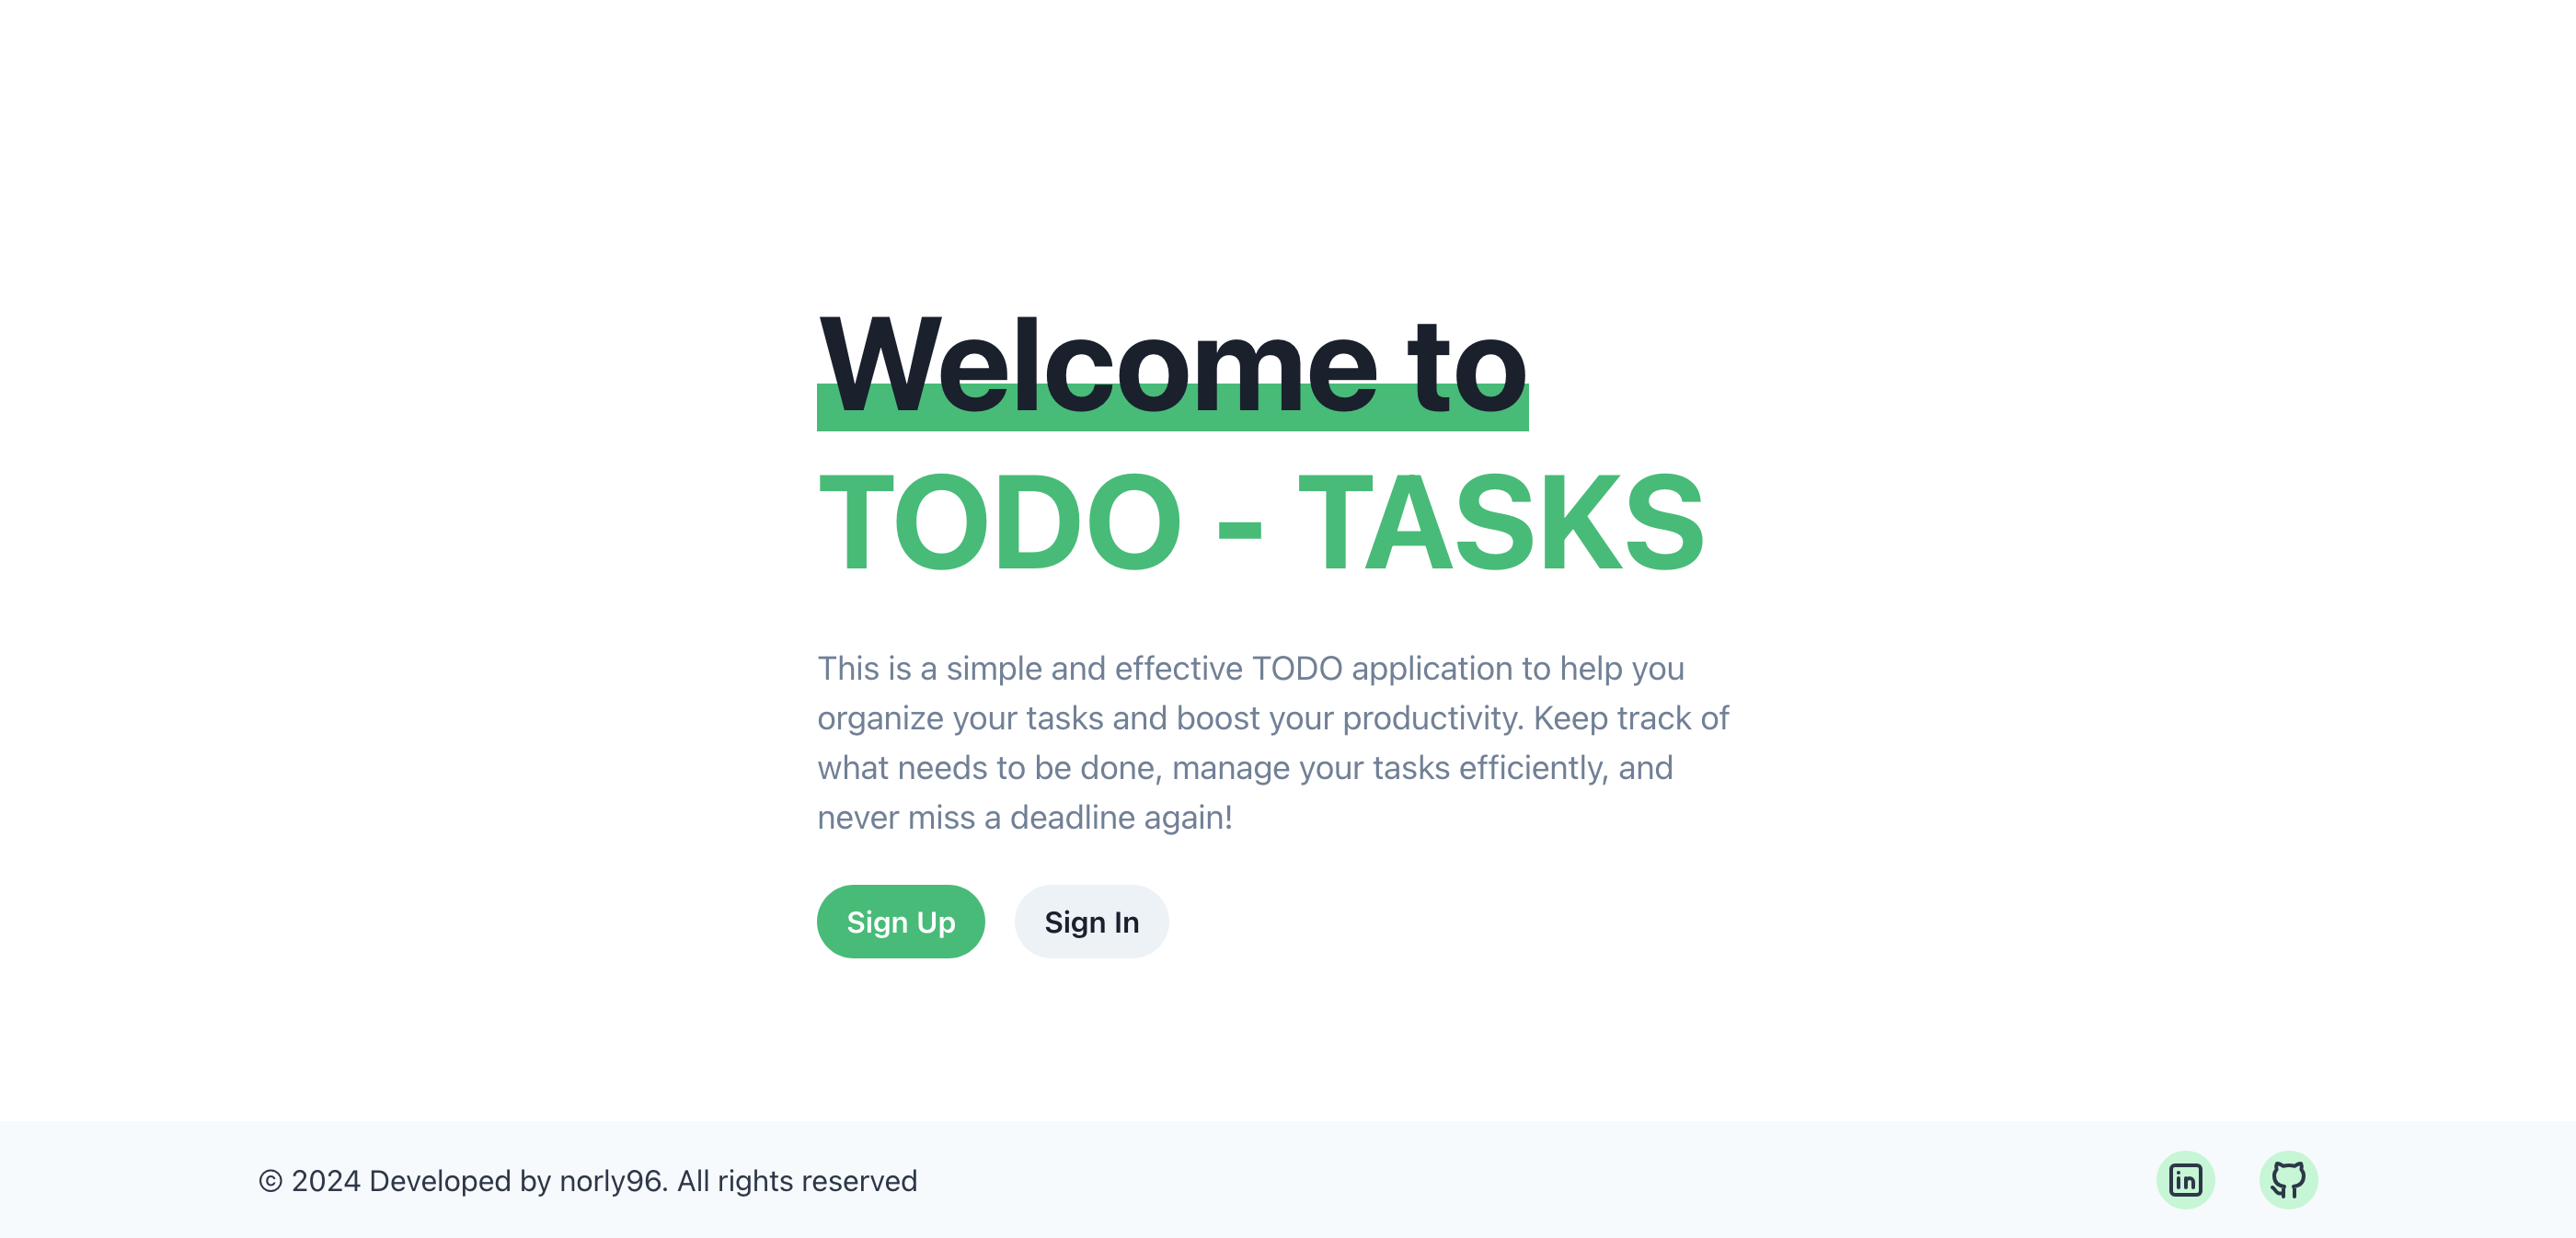 Welcome to
TODO - TASKS
This is a simple and effective TODO application to help you
organize your tasks and boost your productivity. Keep track of
what needs to be done, manage your tasks efficiently, and
never miss a deadline again!
Sign Up
Sign In
© 2024 Developed by norly96. All rights reserved
in